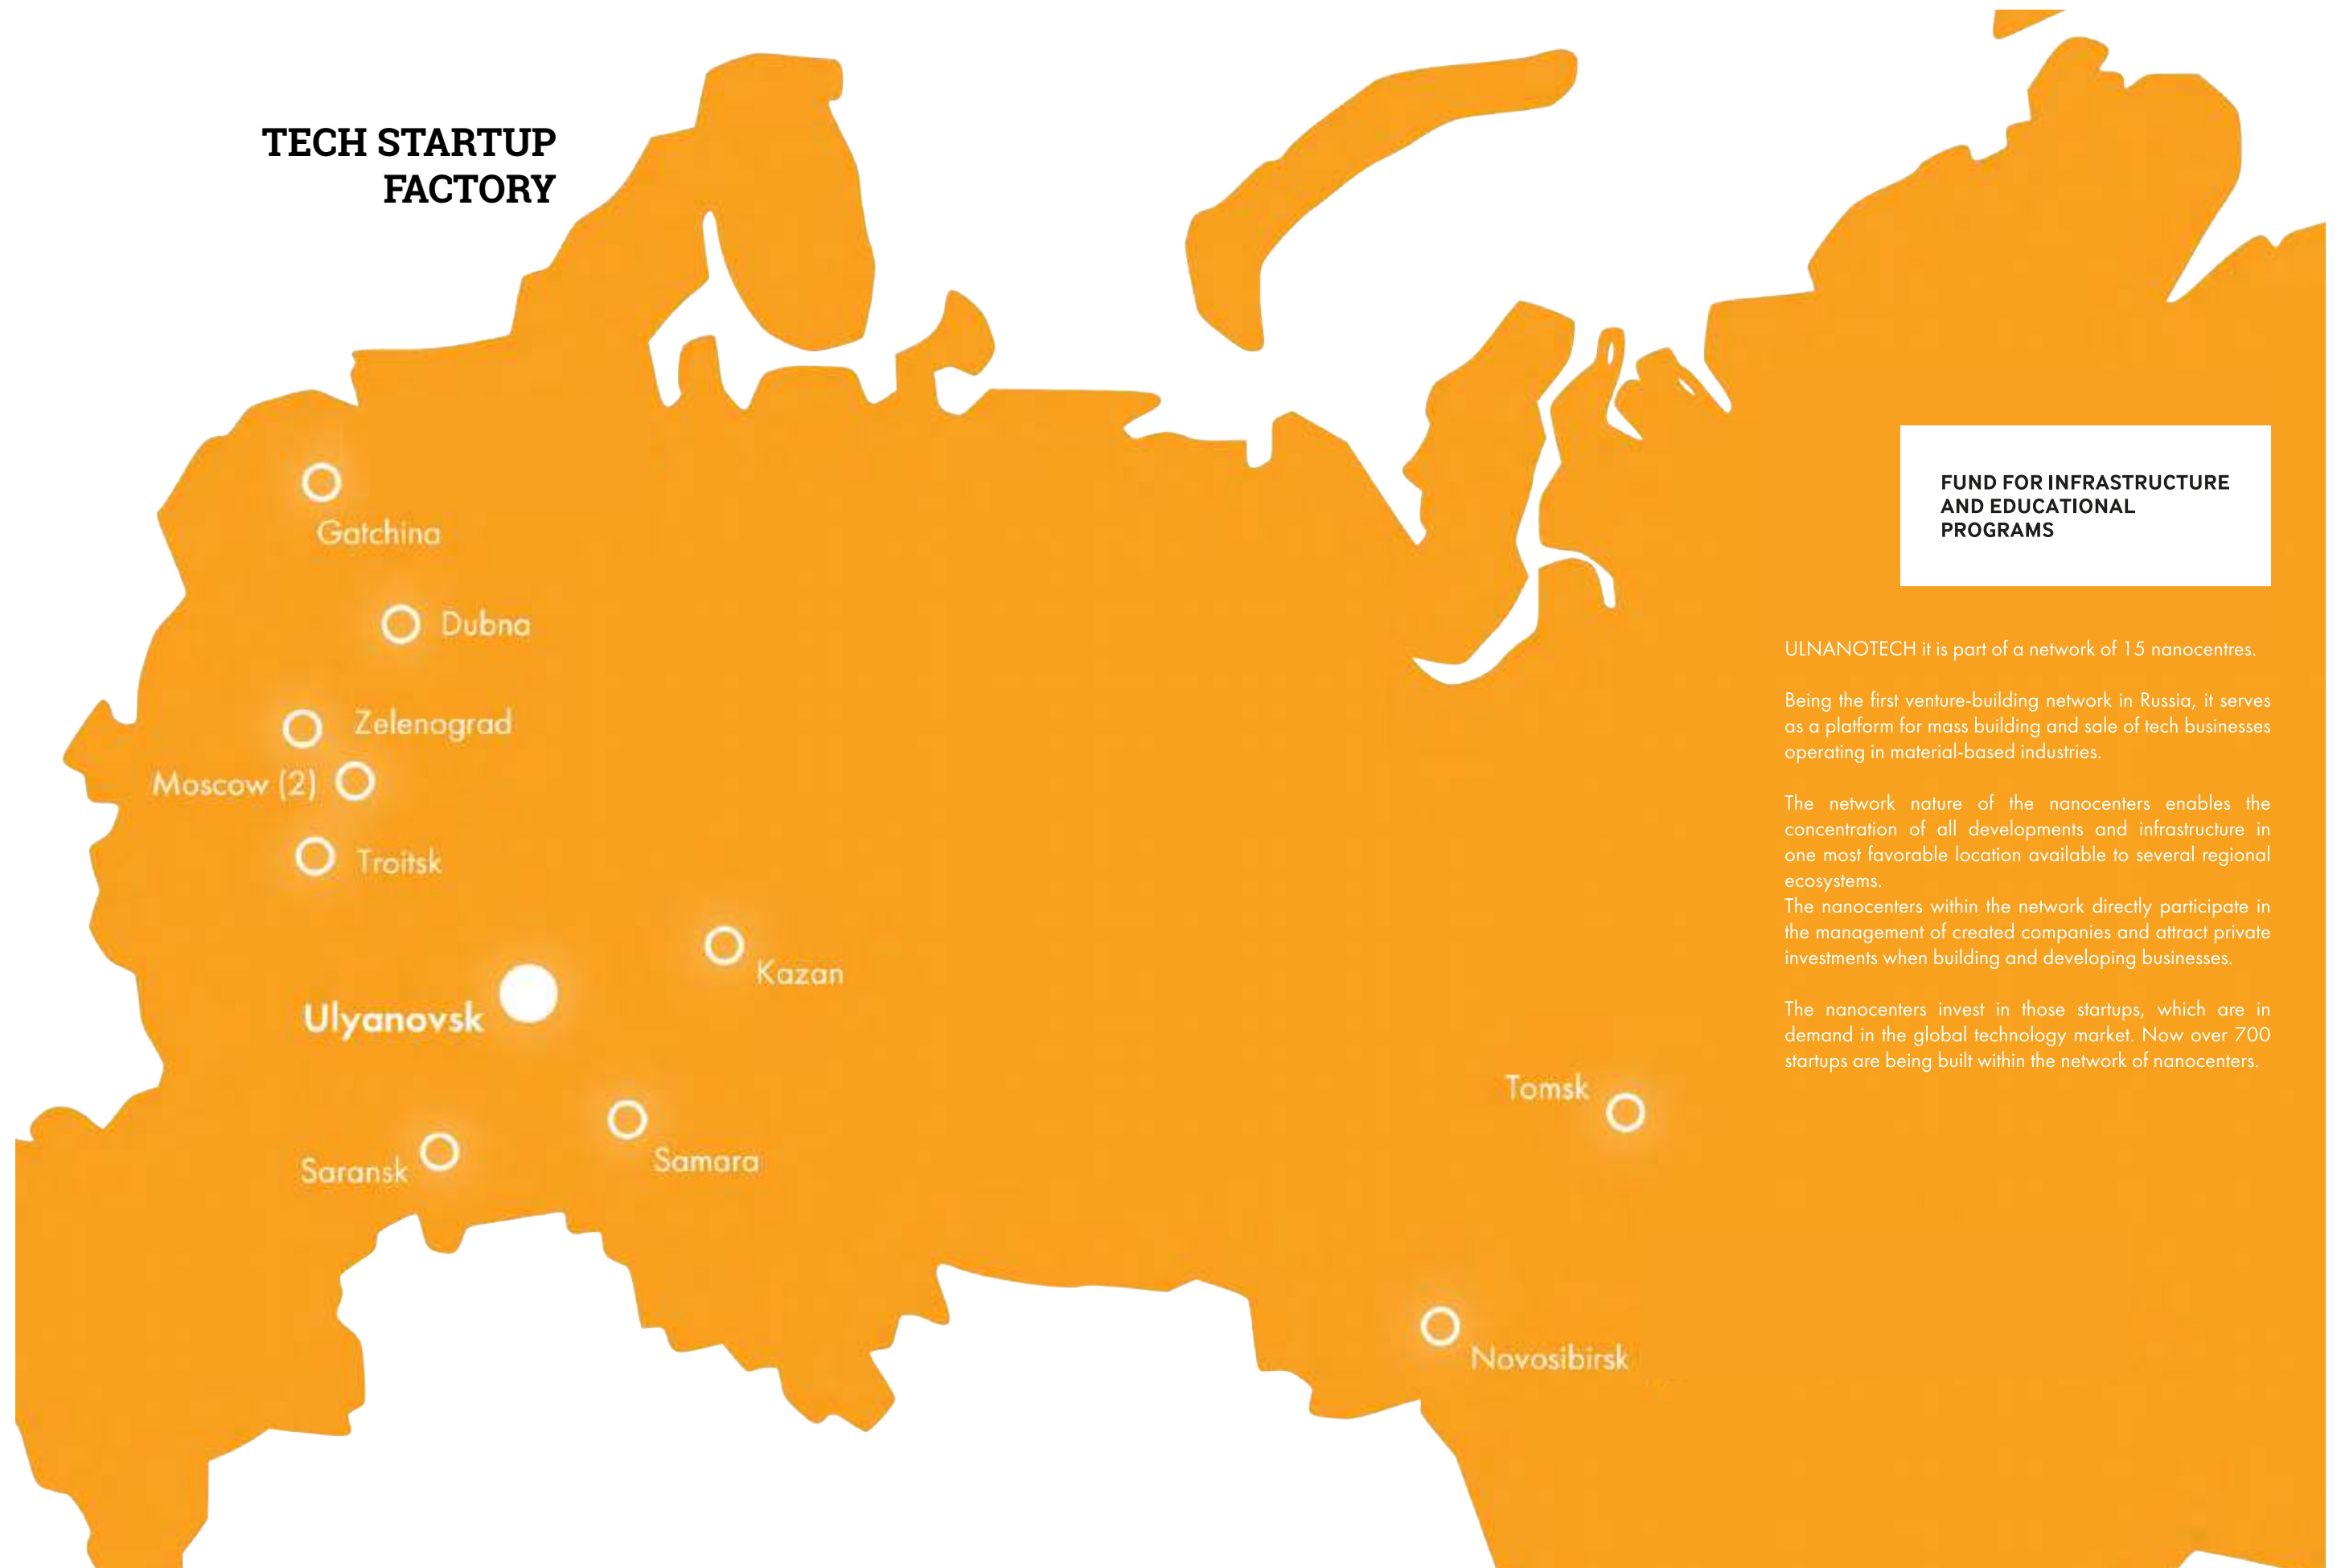 TECH STARTUP
FACTORY
Gatchina
Dubna
Zelenograd
Moscow (2)
Troitsk
Kazan
Ulyanovsk
Samara
Saransk
Tomsk
Novosibirsk
FUND FOR INFRASTRUCTURE
AND EDUCATIONAL
PROGRAMS
ULNANOTECH it is part of a network of 15 nanocentres.
Being the first venture-building network in Russia, it serves
as a platform for mass building and sale of tech businesses
operating in material-based industries.
The network nature of the nanocenters enables the
concentration of all developments and infrastructure in
one most favorable location available to several regional
ecosystems.
The nanocenters within the network directly participate in
the management of created companies and attract private
investments when building and developing businesses.
The nanocenters invest in those startups, which are in
demand in the global technology market. Now over 700
startups are being built within the network of nanocenters.